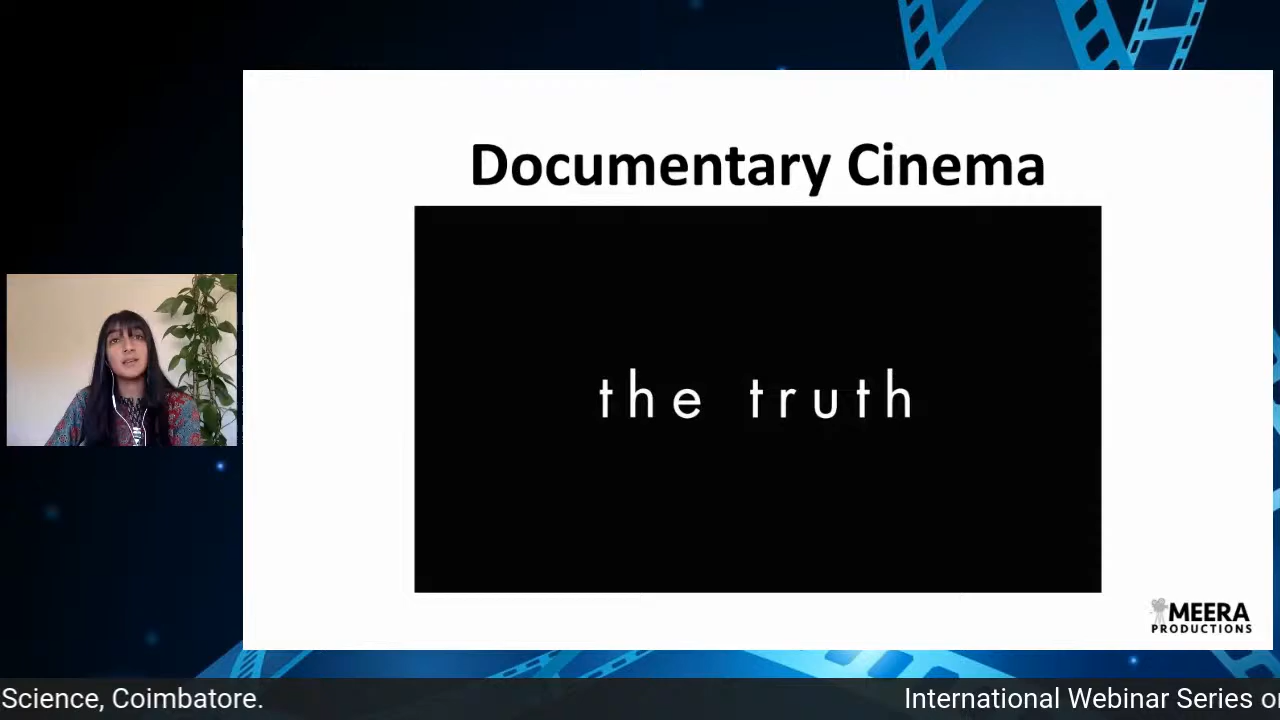 Documentary Cinema
the truth
MEERA
PRODUCTIONS
Science, Coimbatore.
International Webinar Series